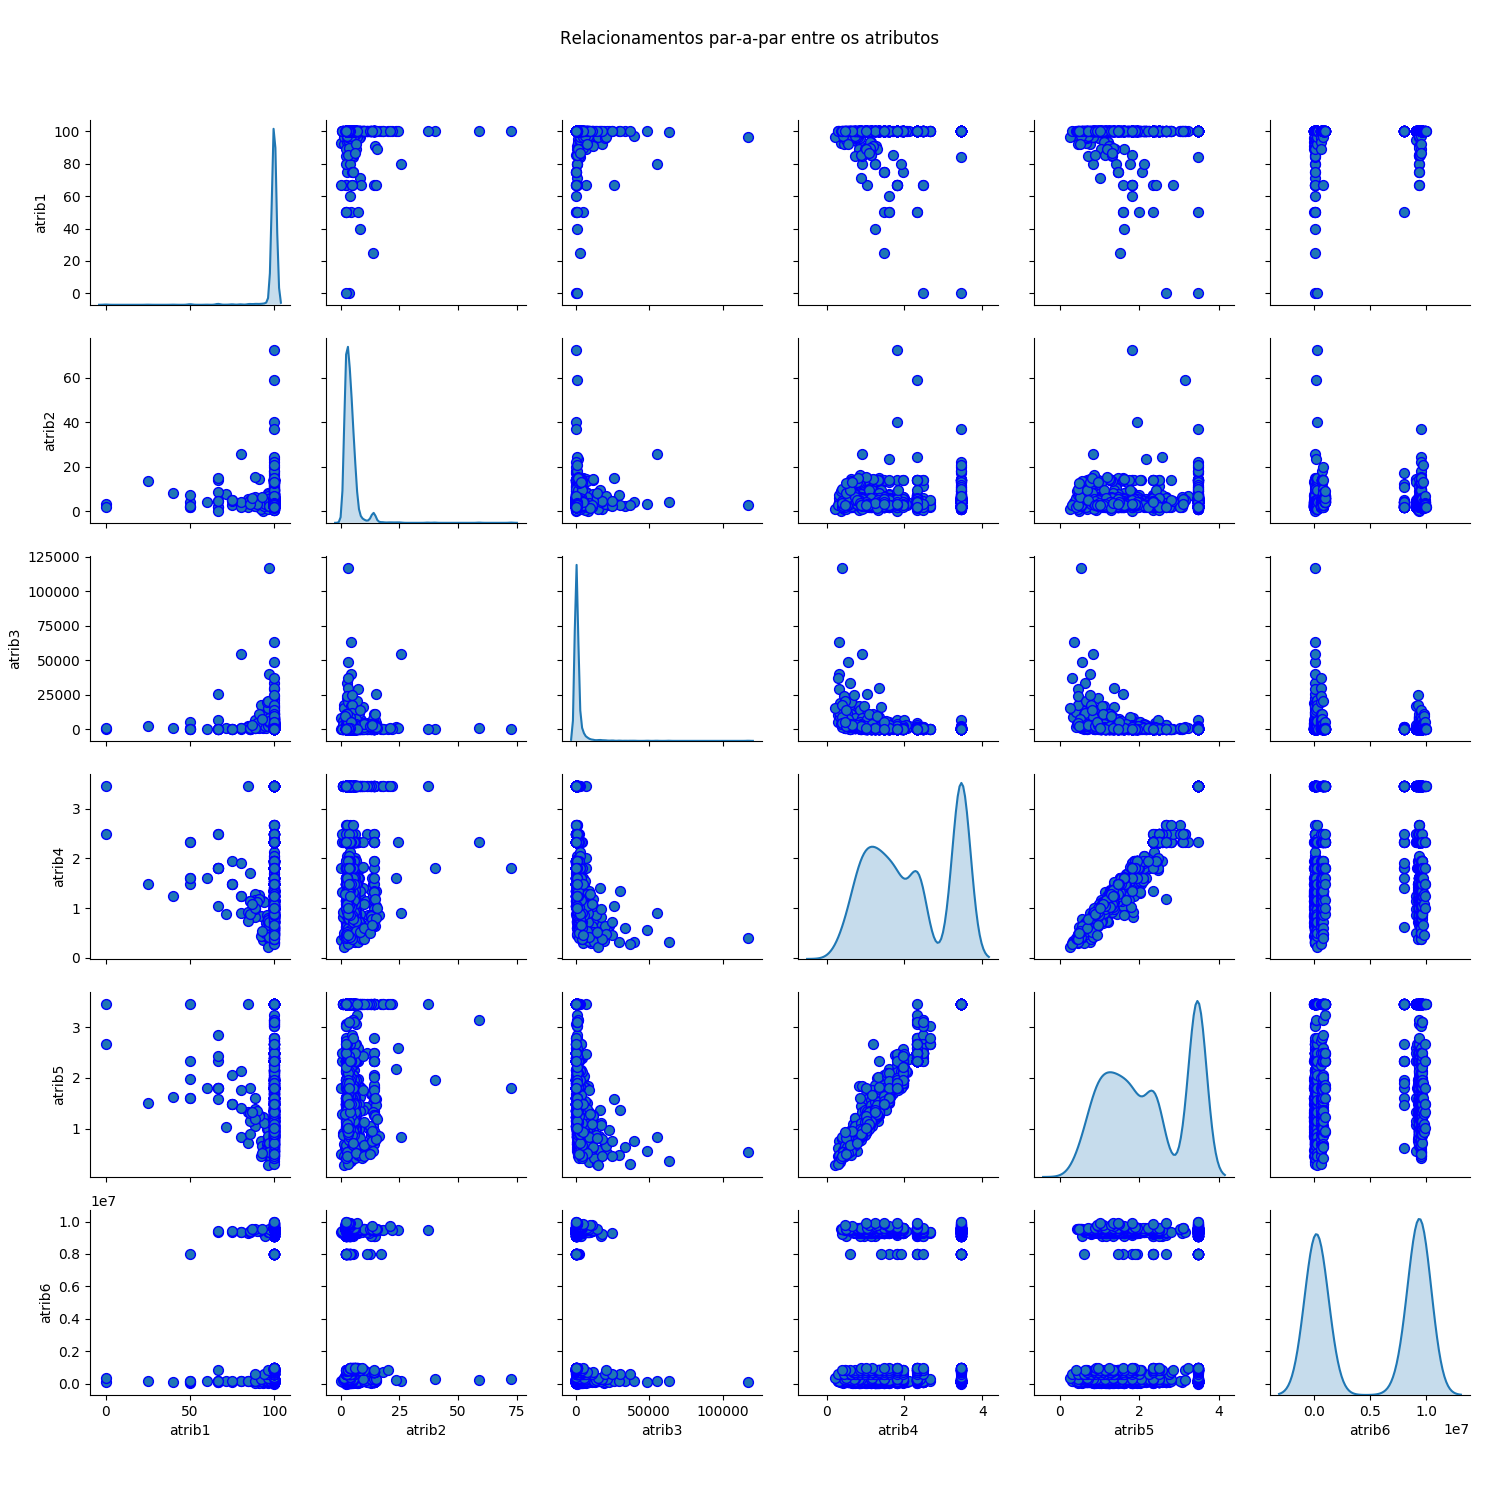 Relacionamentos par-a-par entre os atributos
100
80
60
40
20
0
atrib1
60
40
20
0
atrib2
125000
100000
75000
50000
25000
0
atrib3
3
2
1
0
atrib4
3
2
1
atrib5
1e7
1.0
0.8
0.6
0.4
0.2
0.0
atrib6
0 50 100
0 25 50 75
0 50000 100000
0 2 4
0 2 4
0.0 0.5 1.0
1e7
atrib1 atrib2 atrib3 atrib4 atrib5 atrib6